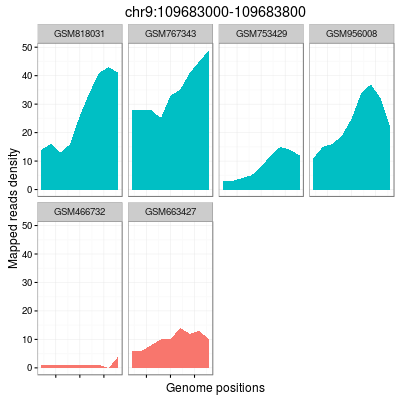 chr9:109683000-109683800
GSM818031 GSM767343 GSM753429 GSM956008
50
40
30
20
10
0
GSM466732 GSM663427
50
40
30
20
10
0
Mapped reads density
Genome positions